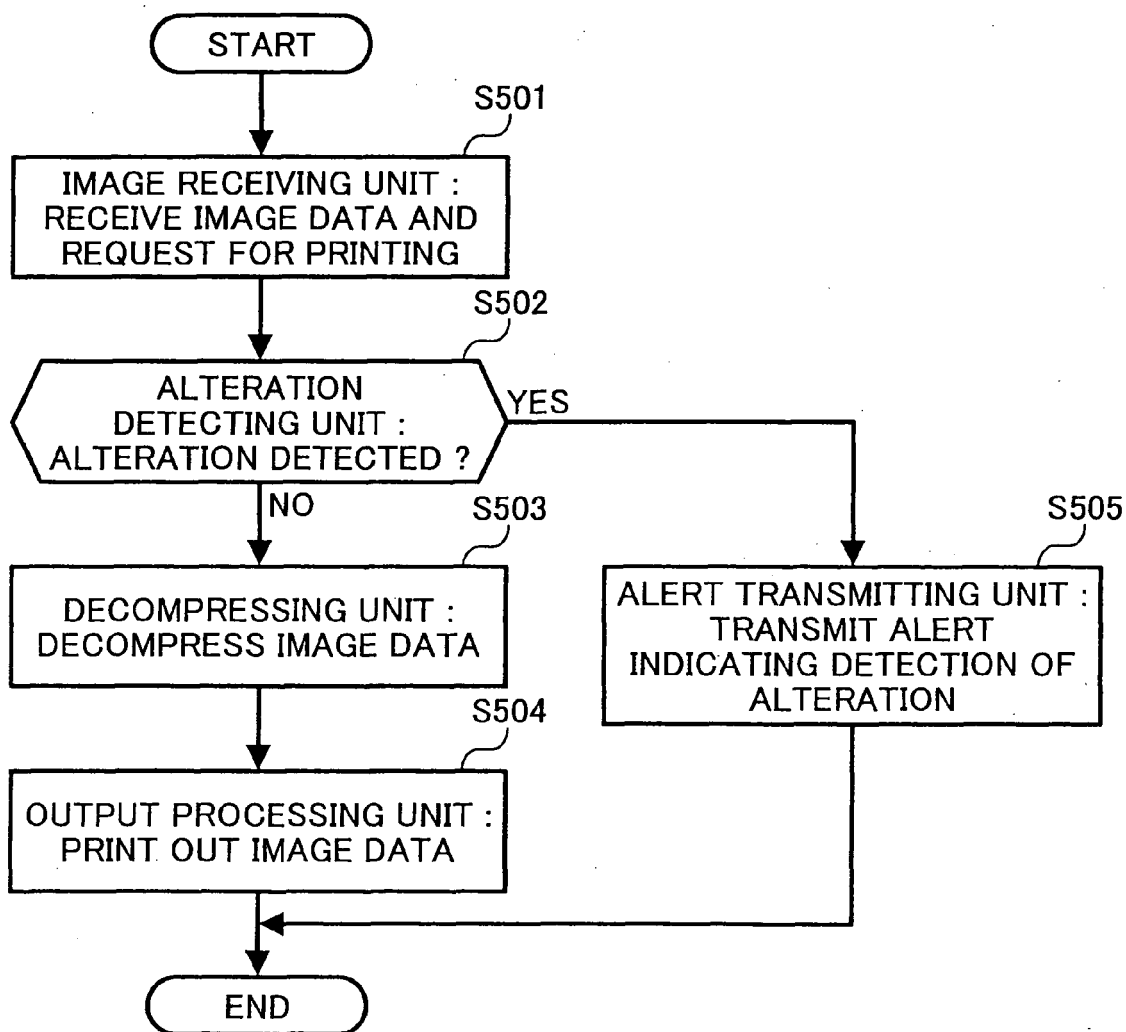 START
S501
IMAGE RECEIVING UNIT :
RECEIVE IMAGE DATA AND
REQUEST FOR PRINTING
S502
ALTERATION
DETECTING UNIT :
ALTERATION DETECTED ?
YES
NO
S503
DECOMPRESSING UNIT :
DECOMPRESS IMAGE DATA
S505
ALERT TRANSMITTING UNIT :
TRANSMIT ALERT
INDICATING DETECTION OF
ALTERATION
S504
OUTPUT PROCESSING UNIT :
PRINT OUT IMAGE DATA
END